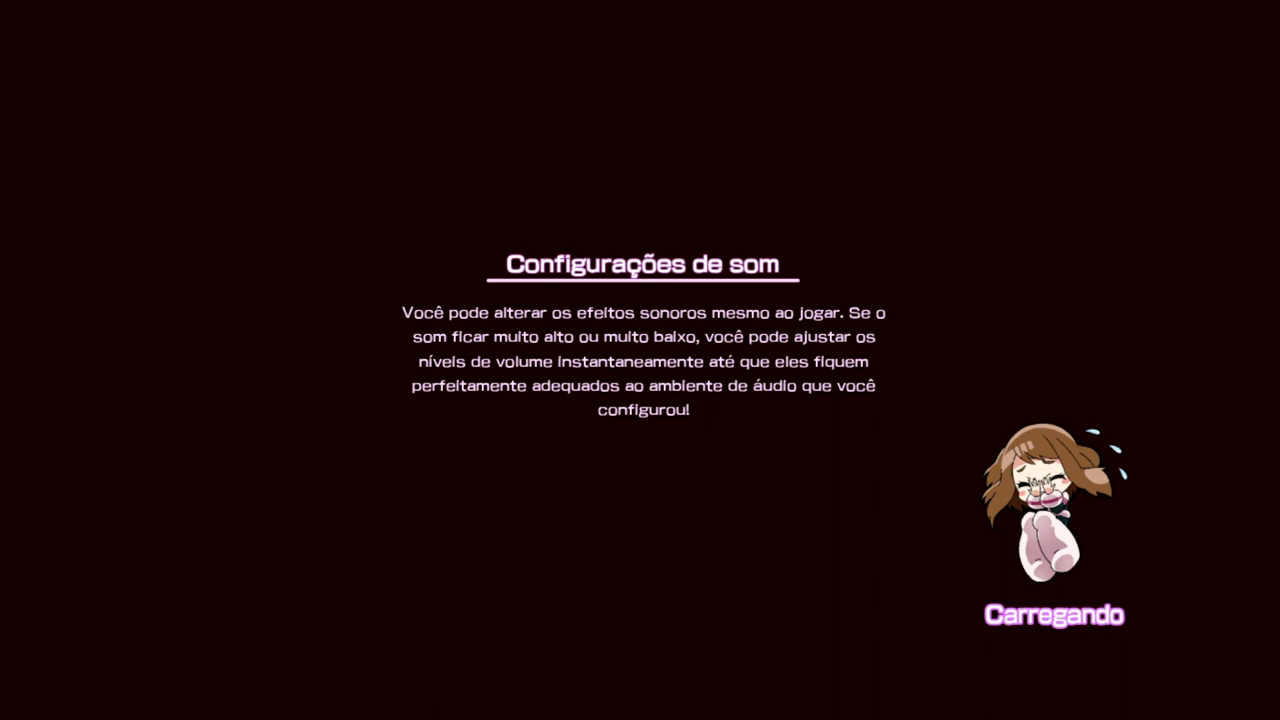 Configurações de som
Você pode alterar os efeitos sonoros mesmo ao jogar. Se o
som ficar muito alto ou muito baixo, você pode ajustar os
níveis de volume instantaneamente até que eles fiquem
perfeitamente adequados ao ambiente de áudio que você
configurou!
Carregando